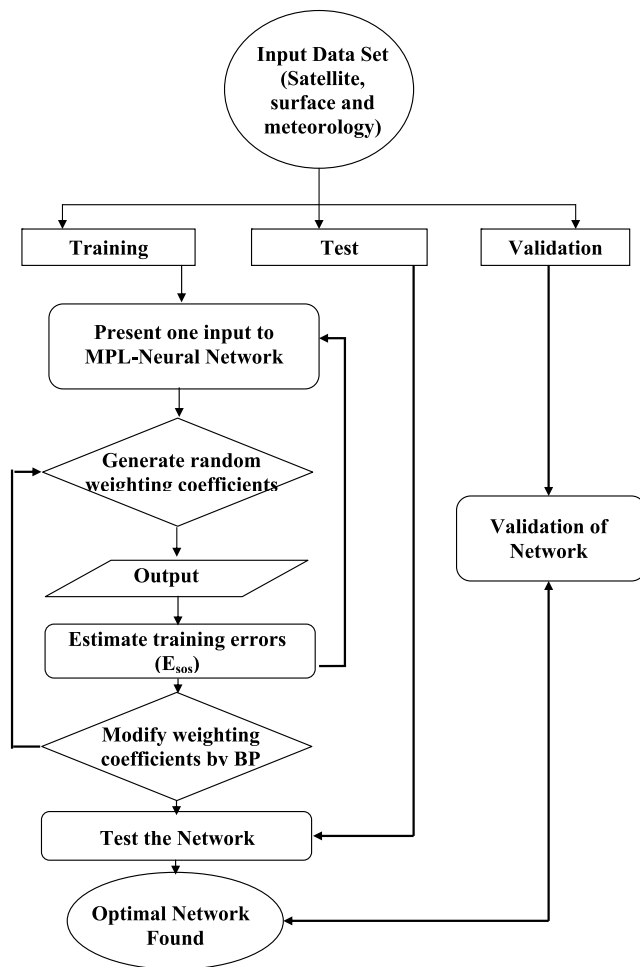 Input Data Set
(Satellite,
surface and
meteorology)
Training
Test
Validation
Present one input to
MPL-Neural Network
Generate random
weighting coefficients
Output
Estimate training errors
(Esos)
Modify weighting
coefficients by BP
Test the Network
Optimal Network
Found
Validation of
Network